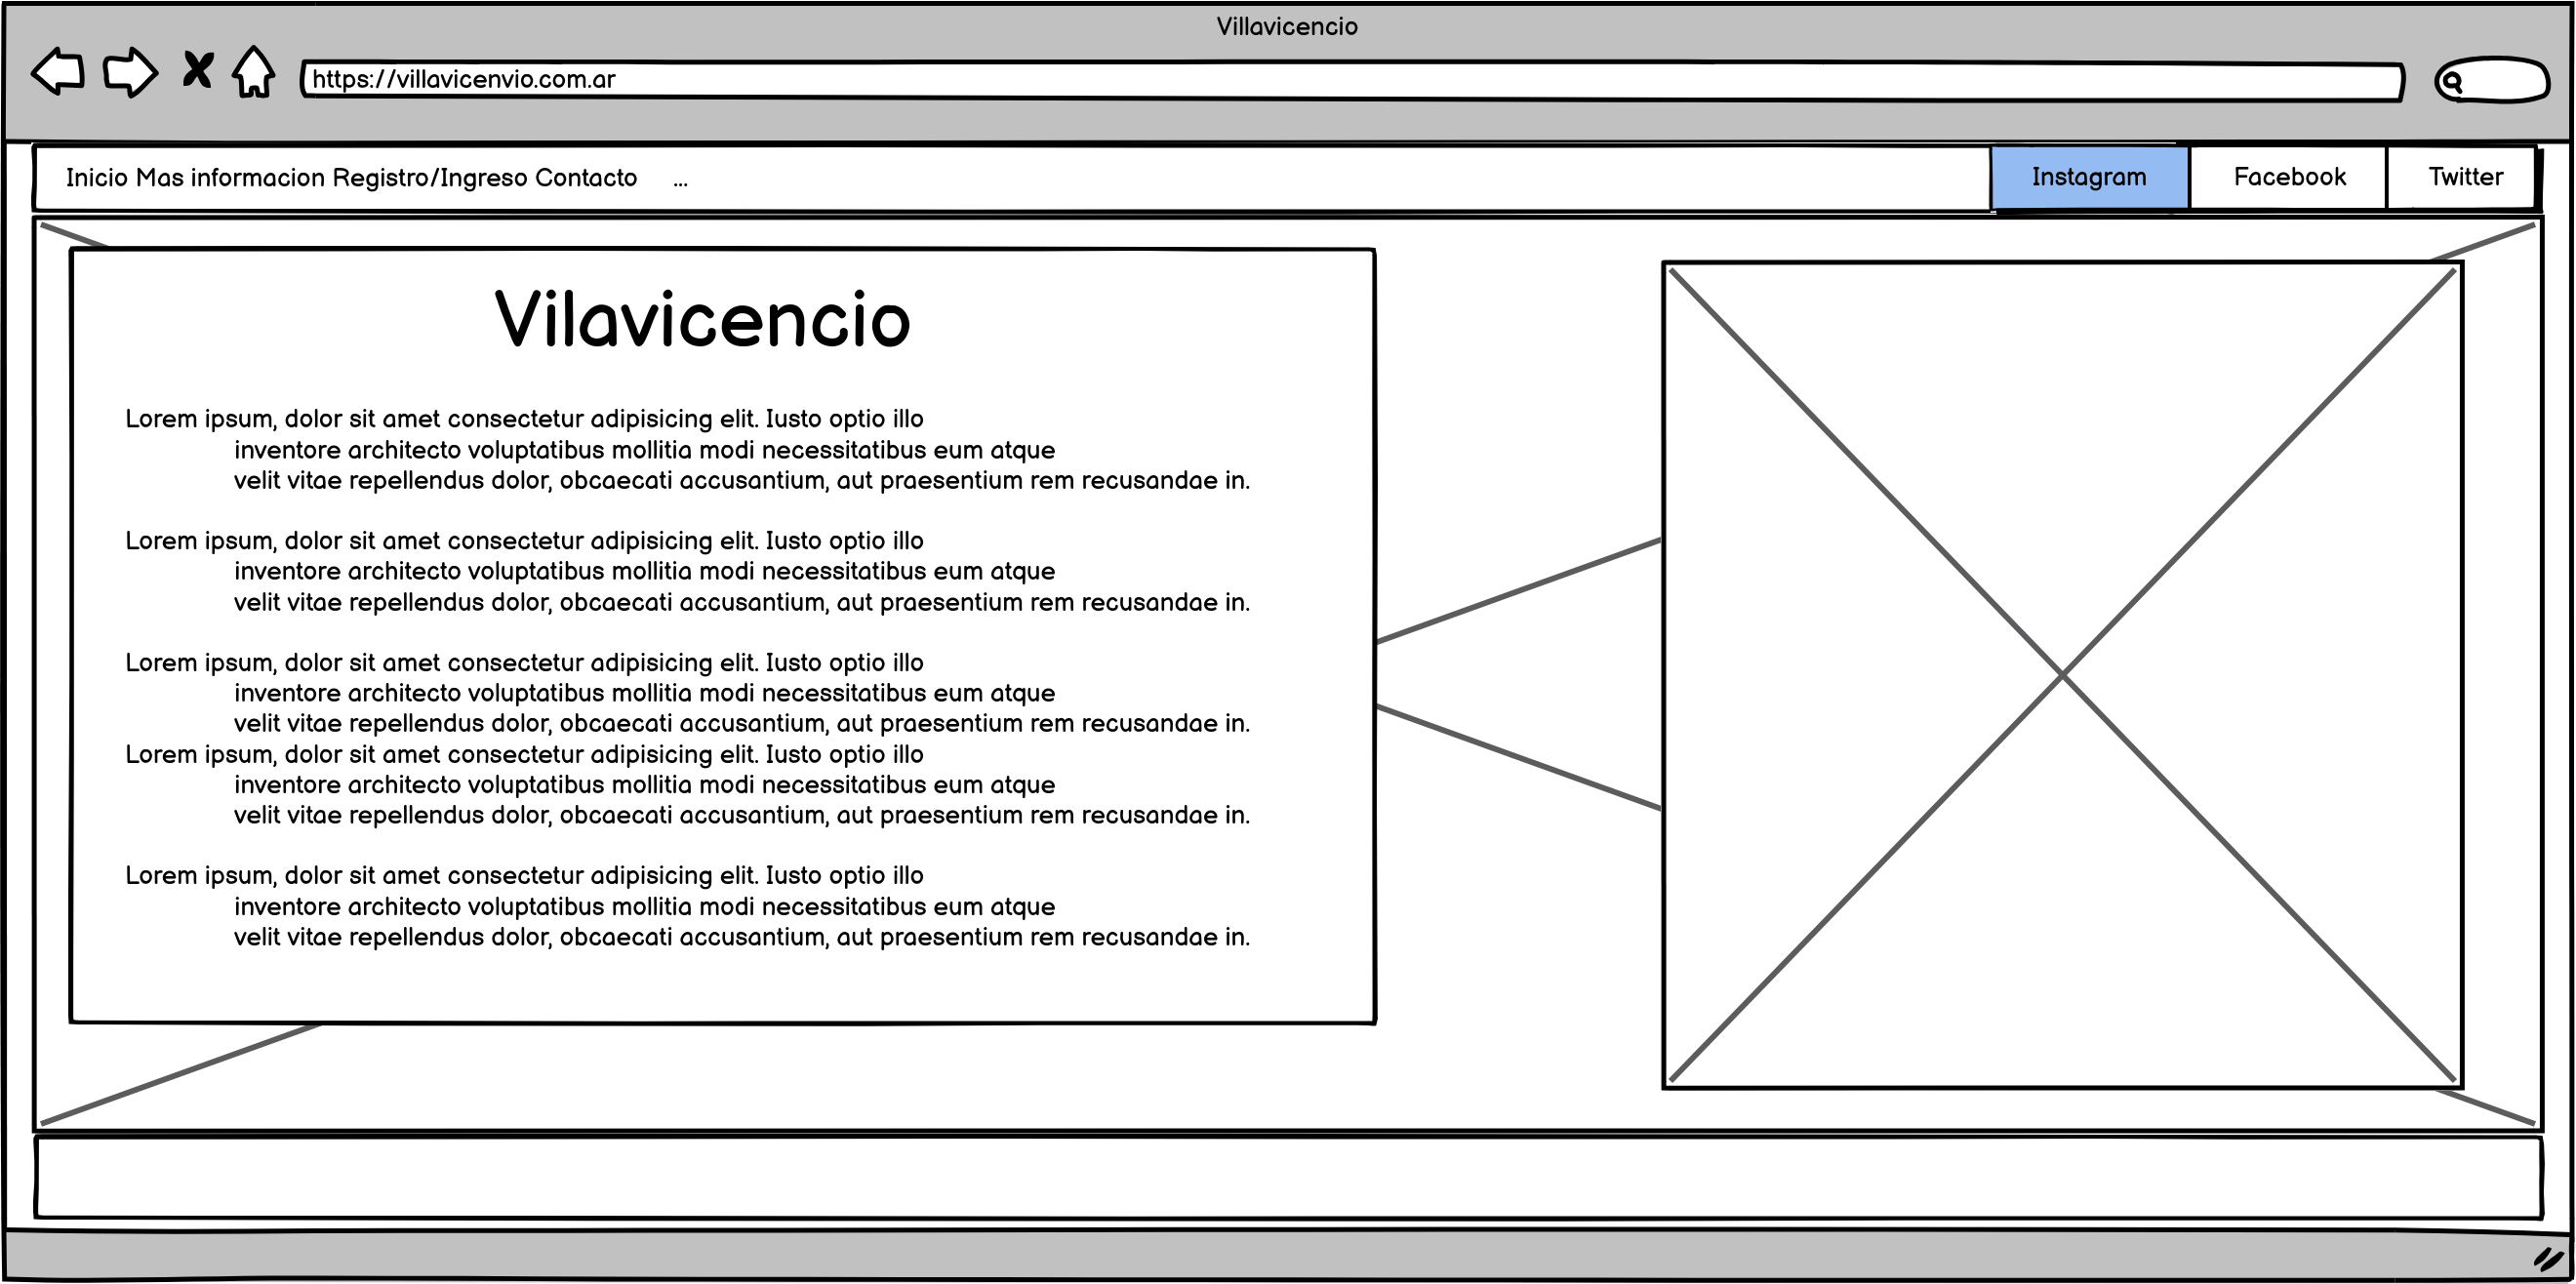 Villavicencio
https://villavicenvio.com.ar
Inicio Mas informacion Registro/Ingreso Contacto ...
Instagram
Facebook
Twitter
Vilavicencio
Lorem ipsum, dolor sit amet consectetur adipisicing elit. Iusto optio illo
inventore architecto voluptatibus mollitia modi necessitatibus eum atque
velit vitae repellendus dolor, obcaecati accusantium, aut praesentium rem recusandae in.
Lorem ipsum, dolor sit amet consectetur adipisicing elit. Iusto optio illo
inventore architecto voluptatibus mollitia modi necessitatibus eum atque
velit vitae repellendus dolor, obcaecati accusantium, aut praesentium rem recusandae in.
Lorem ipsum, dolor sit amet consectetur adipisicing elit. Iusto optio illo
inventore architecto voluptatibus mollitia modi necessitatibus eum atque
velit vitae repellendus dolor, obcaecati accusantium, aut praesentium rem recusandae in.
Lorem ipsum, dolor sit amet consectetur adipisicing elit. Iusto optio illo
inventore architecto voluptatibus mollitia modi necessitatibus eum atque
velit vitae repellendus dolor, obcaecati accusantium, aut praesentium rem recusandae in.
Lorem ipsum, dolor sit amet consectetur adipisicing elit. Iusto optio illo
inventore architecto voluptatibus mollitia modi necessitatibus eum atque
velit vitae repellendus dolor, obcaecati accusantium, aut praesentium rem recusandae in.